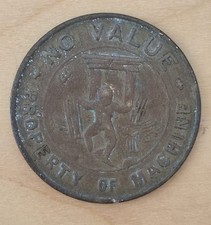 NO VALUE
PROPERTY OF MACHINE